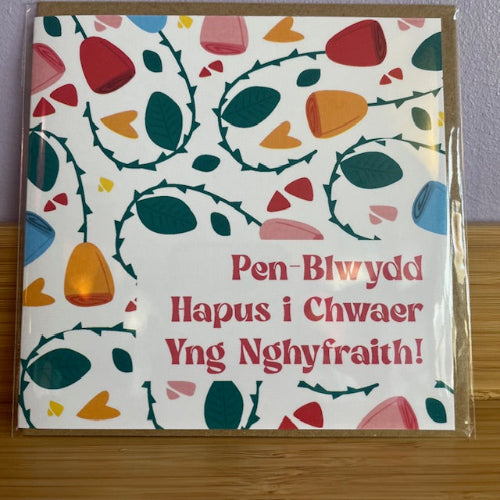 Pen-Blwydd
Hapus i Chwaer
Yng Nghyfraith!